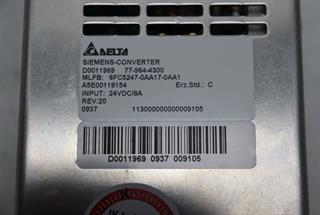 DELTA
SIEMENS-CONVERTER
D0011969 77-964-4300
MLFB: 6FC5247-0AA17-0AA1
A5E00118154 Erz.Std.: C
INPUT: 24VDC/8A
REV:20
0937 113000000000009105
D0011969 0937 009105